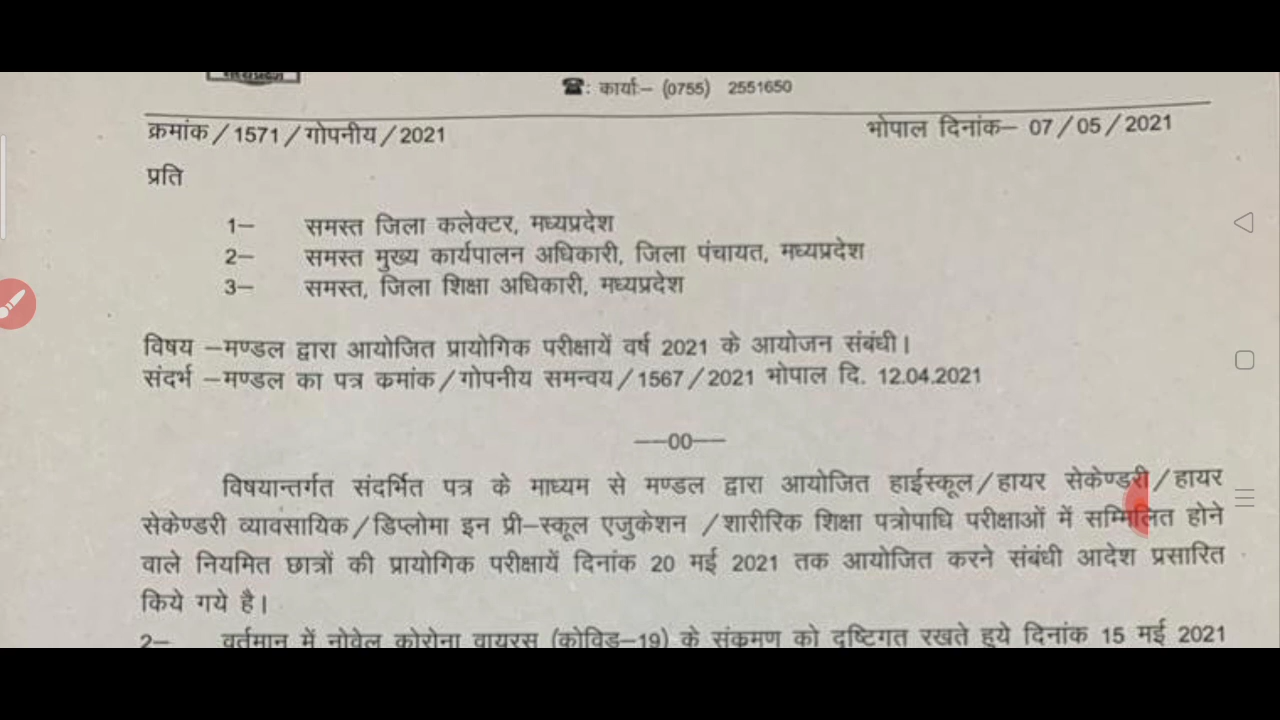 मध्यप्रदेश
☎: कार्याः– (0755) 2551650
क्रमांक/1571/गोपनीय/2021 भोपाल दिनांक– 07/05/2021
प्रति
1– समस्त जिला कलेक्टर, मध्यप्रदेश
2– समस्त मुख्य कार्यपालन अधिकारी, जिला पंचायत, मध्यप्रदेश
3– समस्त, जिला शिक्षा अधिकारी, मध्यप्रदेश
विषय –मण्डल द्वारा आयोजित प्रायोगिक परीक्षायें वर्ष 2021 के आयोजन संबंधी।
संदर्भ –मण्डल का पत्र कमांक/गोपनीय समन्वय/1567/2021 भोपाल दि. 12.04.2021
––00––
विषयान्तर्गत संदर्भित पत्र के माध्यम से मण्डल द्वारा आयोजित हाईस्कूल/हायर सेकेण्डरी/हायर
सेकेण्डरी व्यावसायिक/डिप्लोमा इन प्री–स्कूल एजुकेशन /शारीरिक शिक्षा पत्रोपाधि परीक्षाओं में सम्मिलित होने
वाले नियमित छात्रों की प्रायोगिक परीक्षायें दिनांक 20 मई 2021 तक आयोजित करने संबंधी आदेश प्रसारित
किये गये है।
2– वर्तमान में नोवेल कोरोना वायरस (कोविड–19) के संकमण को दृष्टिगत रखते हुये दिनांक 15 मई 2021